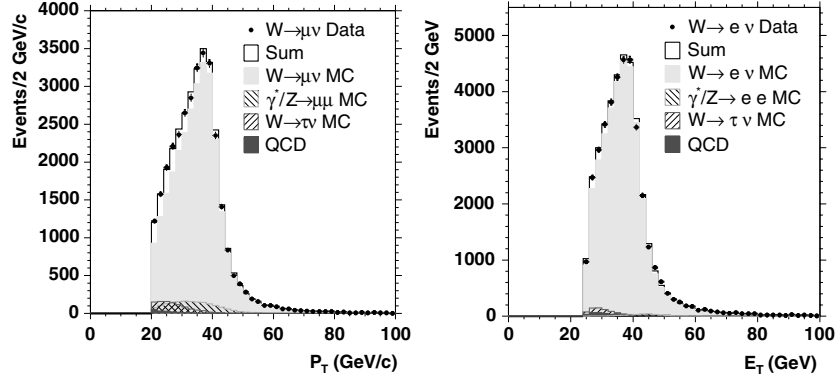 Events/2 GeV/c
4000
3500
3000
2500
2000
1500
1000
500
0
0 20 40 60 80 100
P_T (GeV/c)
W→μν Data
Sum
W→μν MC
γ*/Z→μμ MC
W→τν MC
QCD
Events/2 GeV
5000
4000
3000
2000
1000
0
0 20 40 60 80 100
E_T (GeV)
W→ e ν Data
Sum
W→ e ν MC
γ*/Z→ e e MC
W→ τ ν MC
QCD